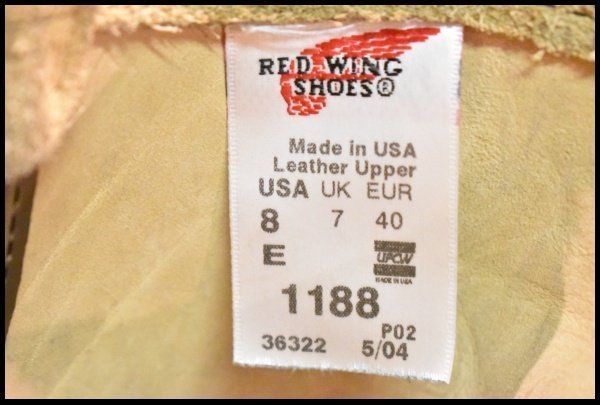 RED WING
SHOES®
Made in USA
Leather Upper
USA UK EUR
8 7 40
E
UFCW
MADE IN USA
1188
P02
36322 5/04